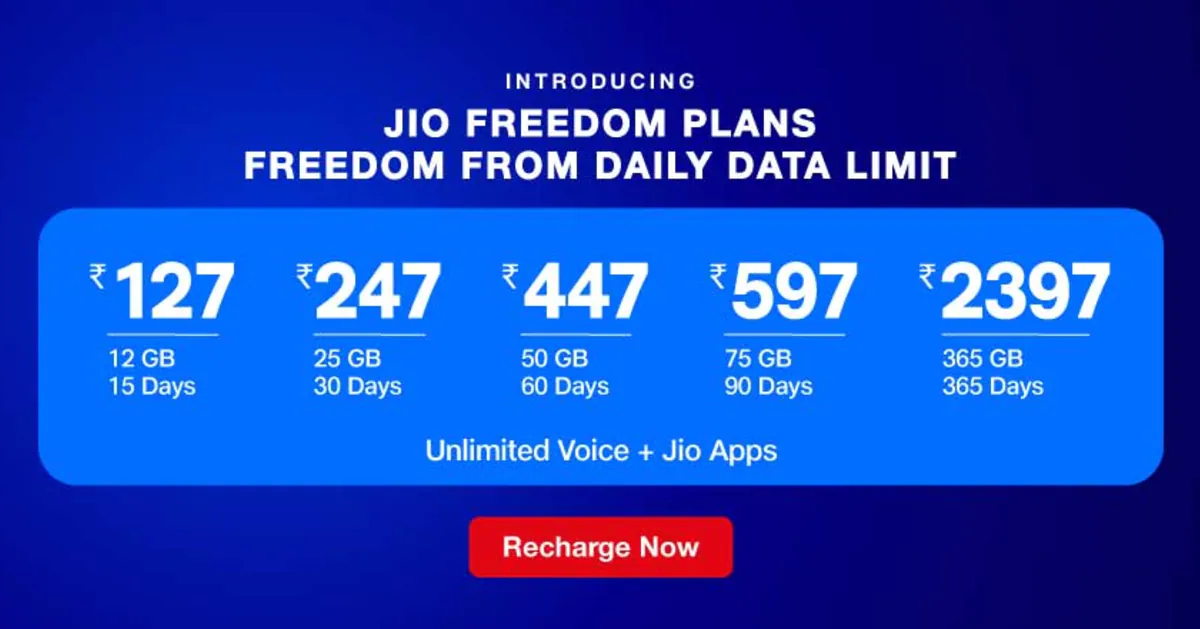 INTRODUCING
JIO FREEDOM PLANS
FREEDOM FROM DAILY DATA LIMIT
₹127 ₹247 ₹447 ₹597 ₹2397
12 GB 25 GB 50 GB 75 GB 365 GB
15 Days 30 Days 60 Days 90 Days 365 Days
Unlimited Voice + Jio Apps
Recharge Now